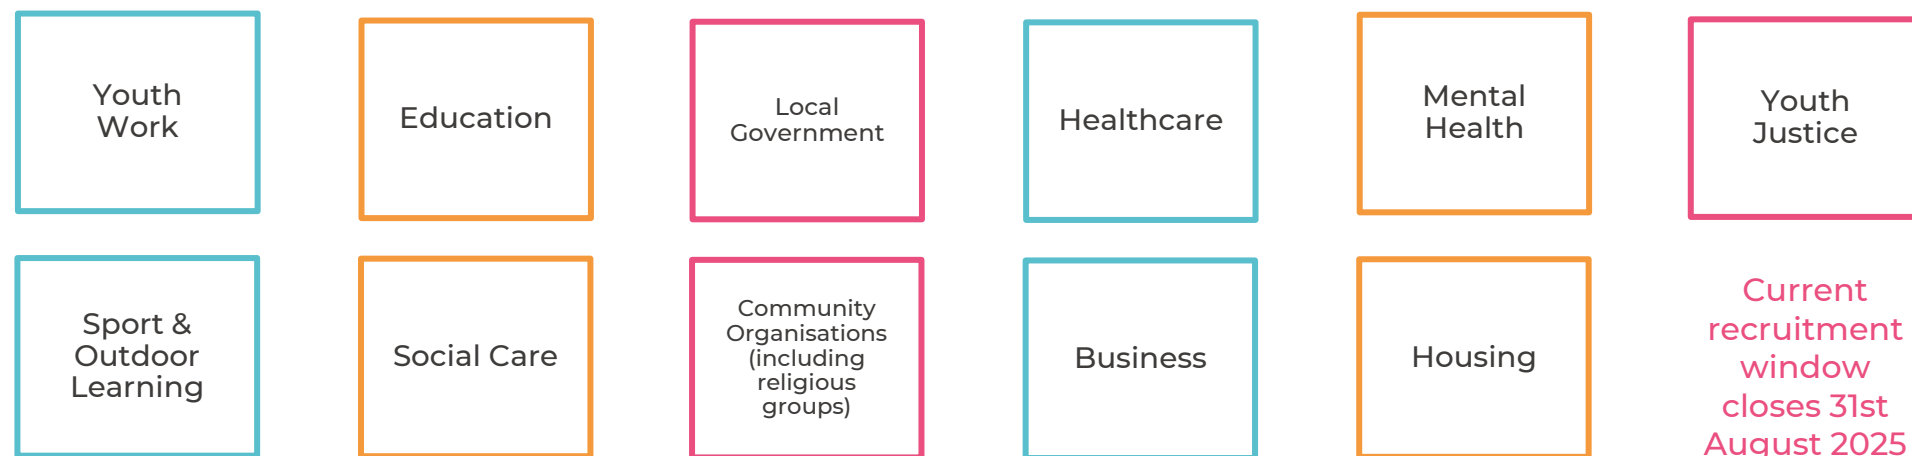 Youth
Work
Education
Local
Government
Healthcare
Mental
Health
Youth
Justice
Sport &
Outdoor
Learning
Social Care
Community
Organisations
(including
religious
groups)
Business
Housing
Current
recruitment
window
closes 31st
August 2025